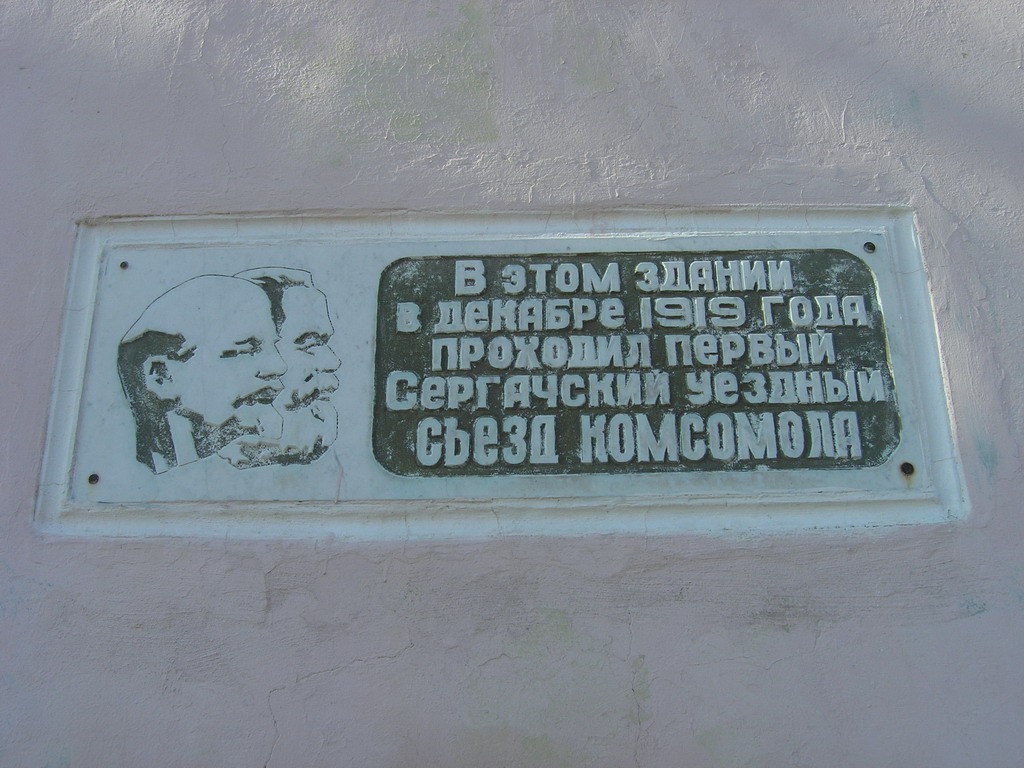 В этом здании
в декабре 1919 года
проходил первый
Сергачский уездный
съезд комсомола